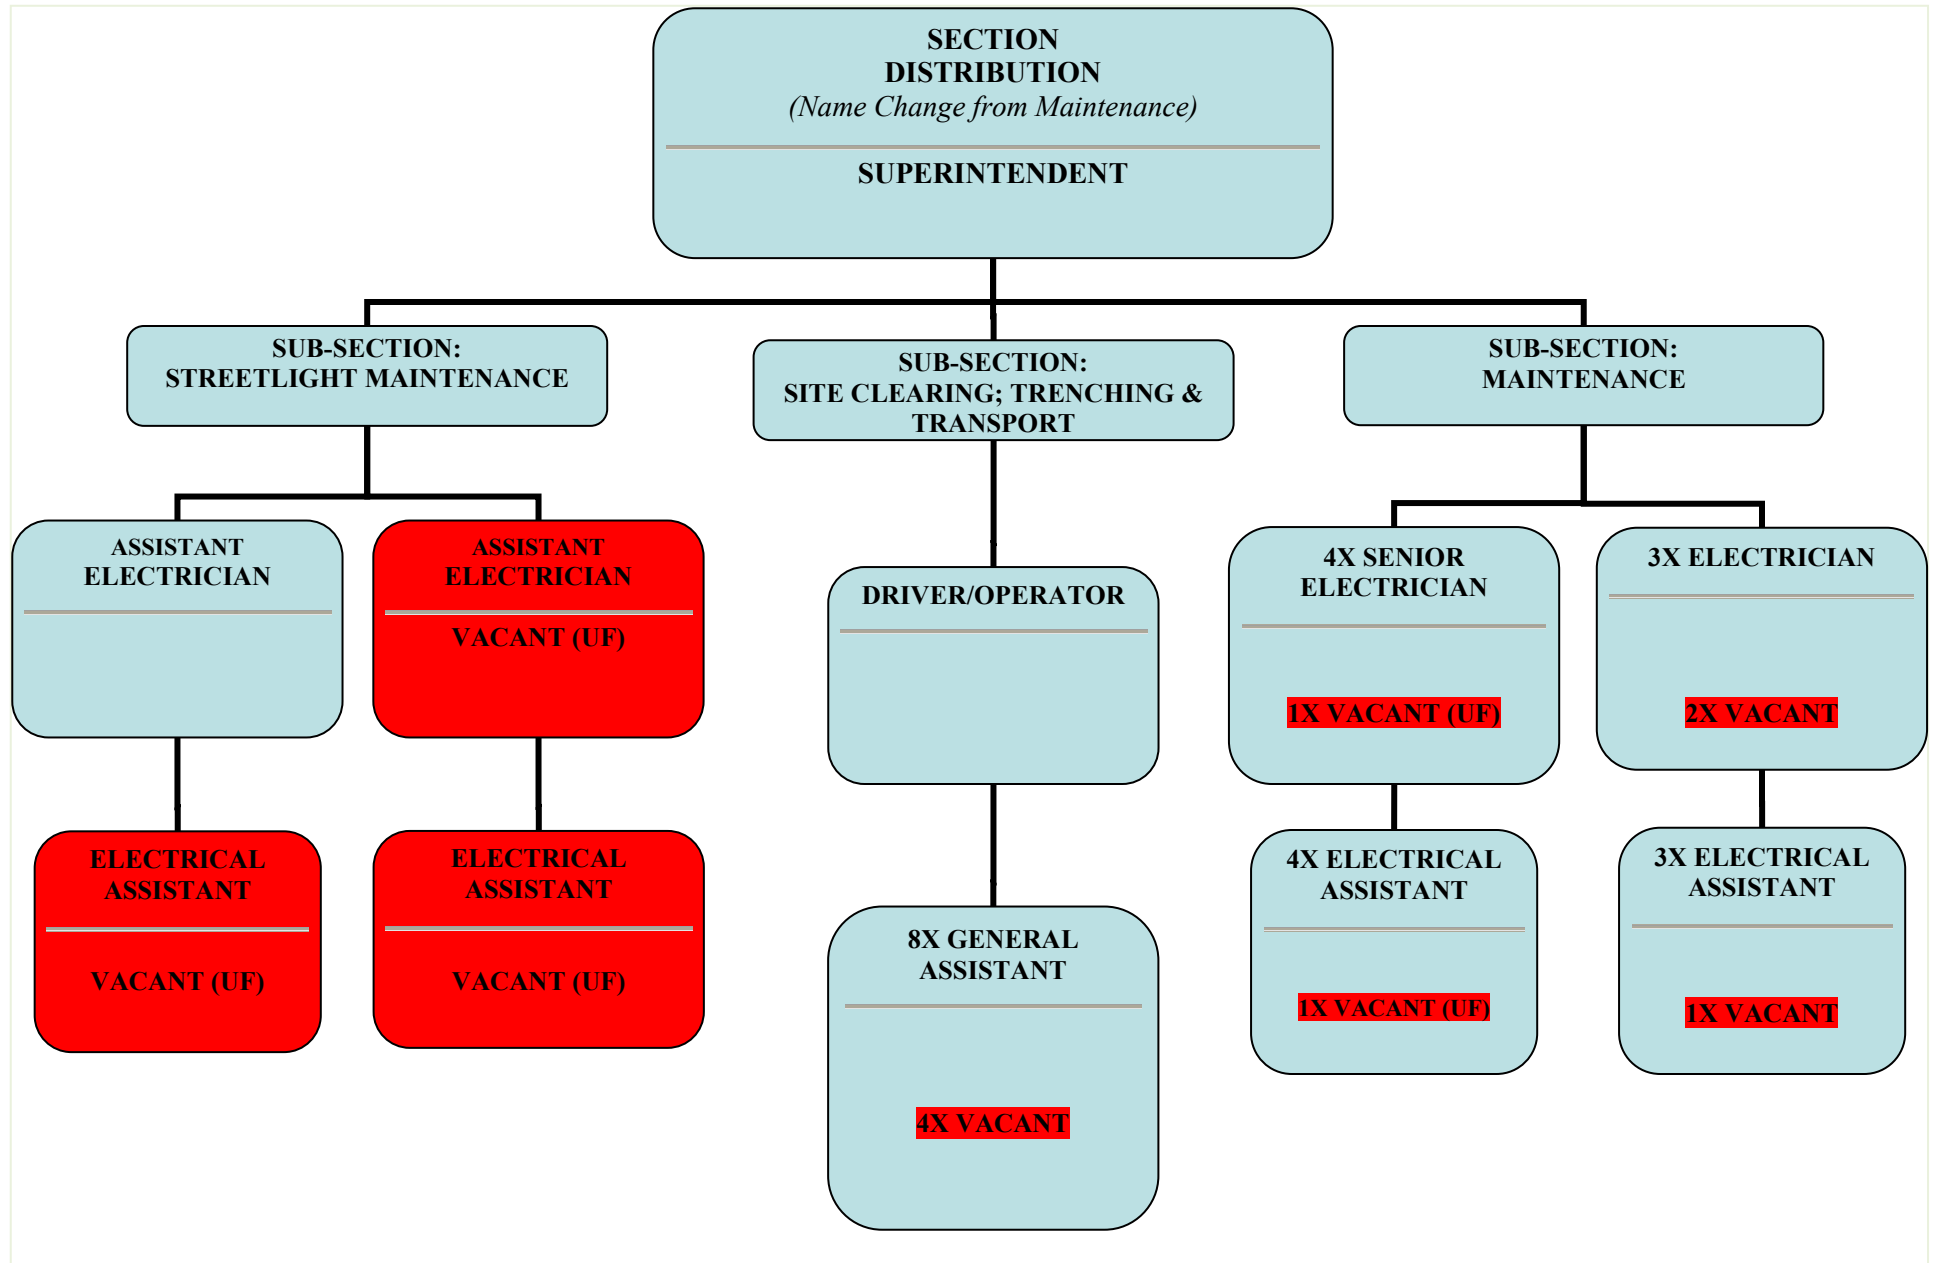 SECTION
DISTRIBUTION
(Name Change from Maintenance)
SUPERINTENDENT
SUB-SECTION:
STREETLIGHT MAINTENANCE
SUB-SECTION:
SITE CLEARING; TRENCHING &
TRANSPORT
SUB-SECTION:
MAINTENANCE
ASSISTANT
ELECTRICIAN
ASSISTANT
ELECTRICIAN
VACANT (UF)
DRIVER/OPERATOR
4X SENIOR
ELECTRICIAN
1X VACANT (UF)
3X ELECTRICIAN
2X VACANT
ELECTRICAL
ASSISTANT
VACANT (UF)
ELECTRICAL
ASSISTANT
VACANT (UF)
8X GENERAL
ASSISTANT
4X VACANT
4X ELECTRICAL
ASSISTANT
1X VACANT (UF)
3X ELECTRICAL
ASSISTANT
1X VACANT